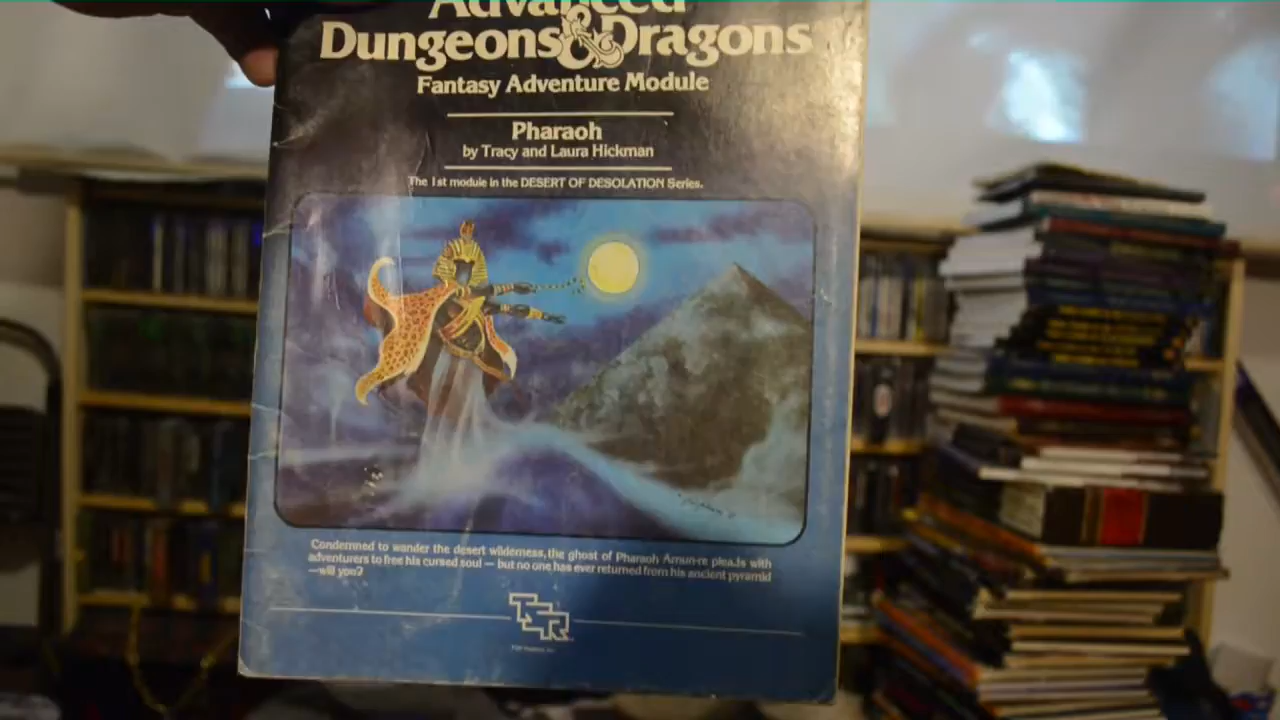 Advanced
Dungeons & Dragons
Fantasy Adventure Module
Pharaoh
by Tracy and Laura Hickman
The 1st module in the DESERT OF DESOLATION Series.
Condemned to wander the desert wilderness, the ghost of Pharaoh Amun-re pleads with
adventurers to free his cursed soul — but no one has ever returned from his ancient pyramid
—will you?
TSR